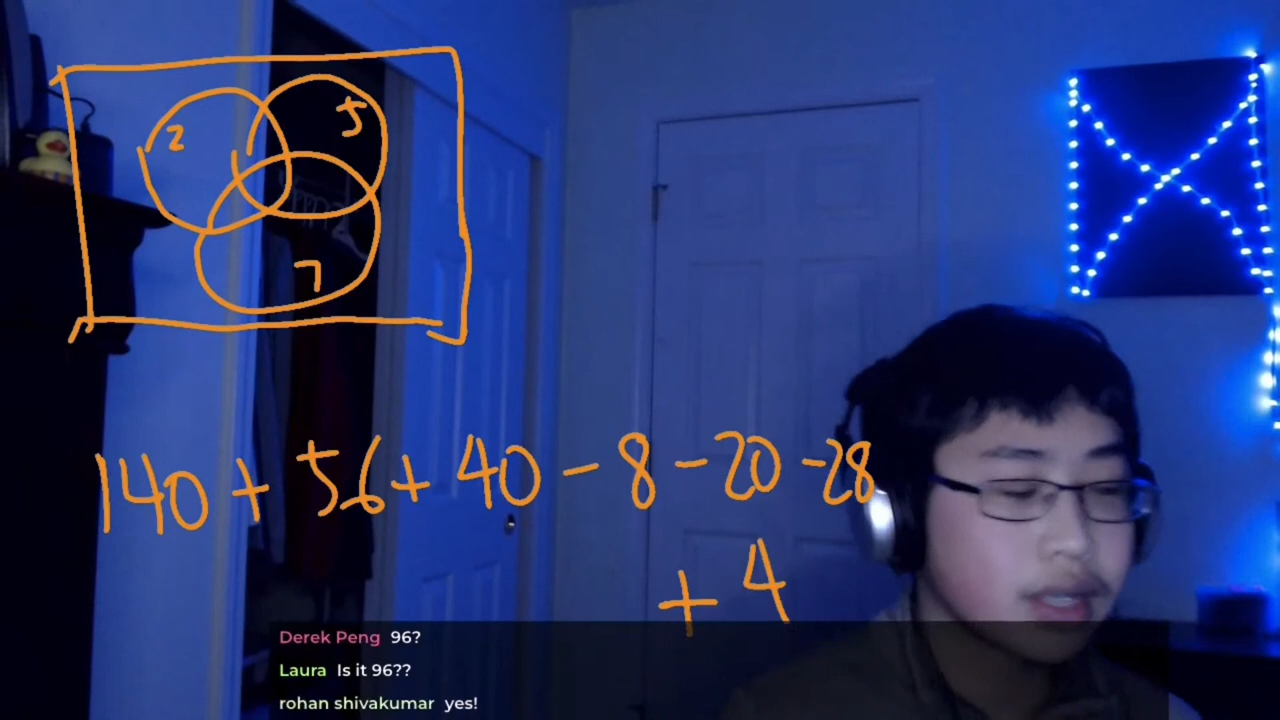 2
5
7
140 + 56 + 40 - 8 - 20 - 28
+ 4
Derek Peng 96?
Laura Is it 96??
rohan shivakumar yes!